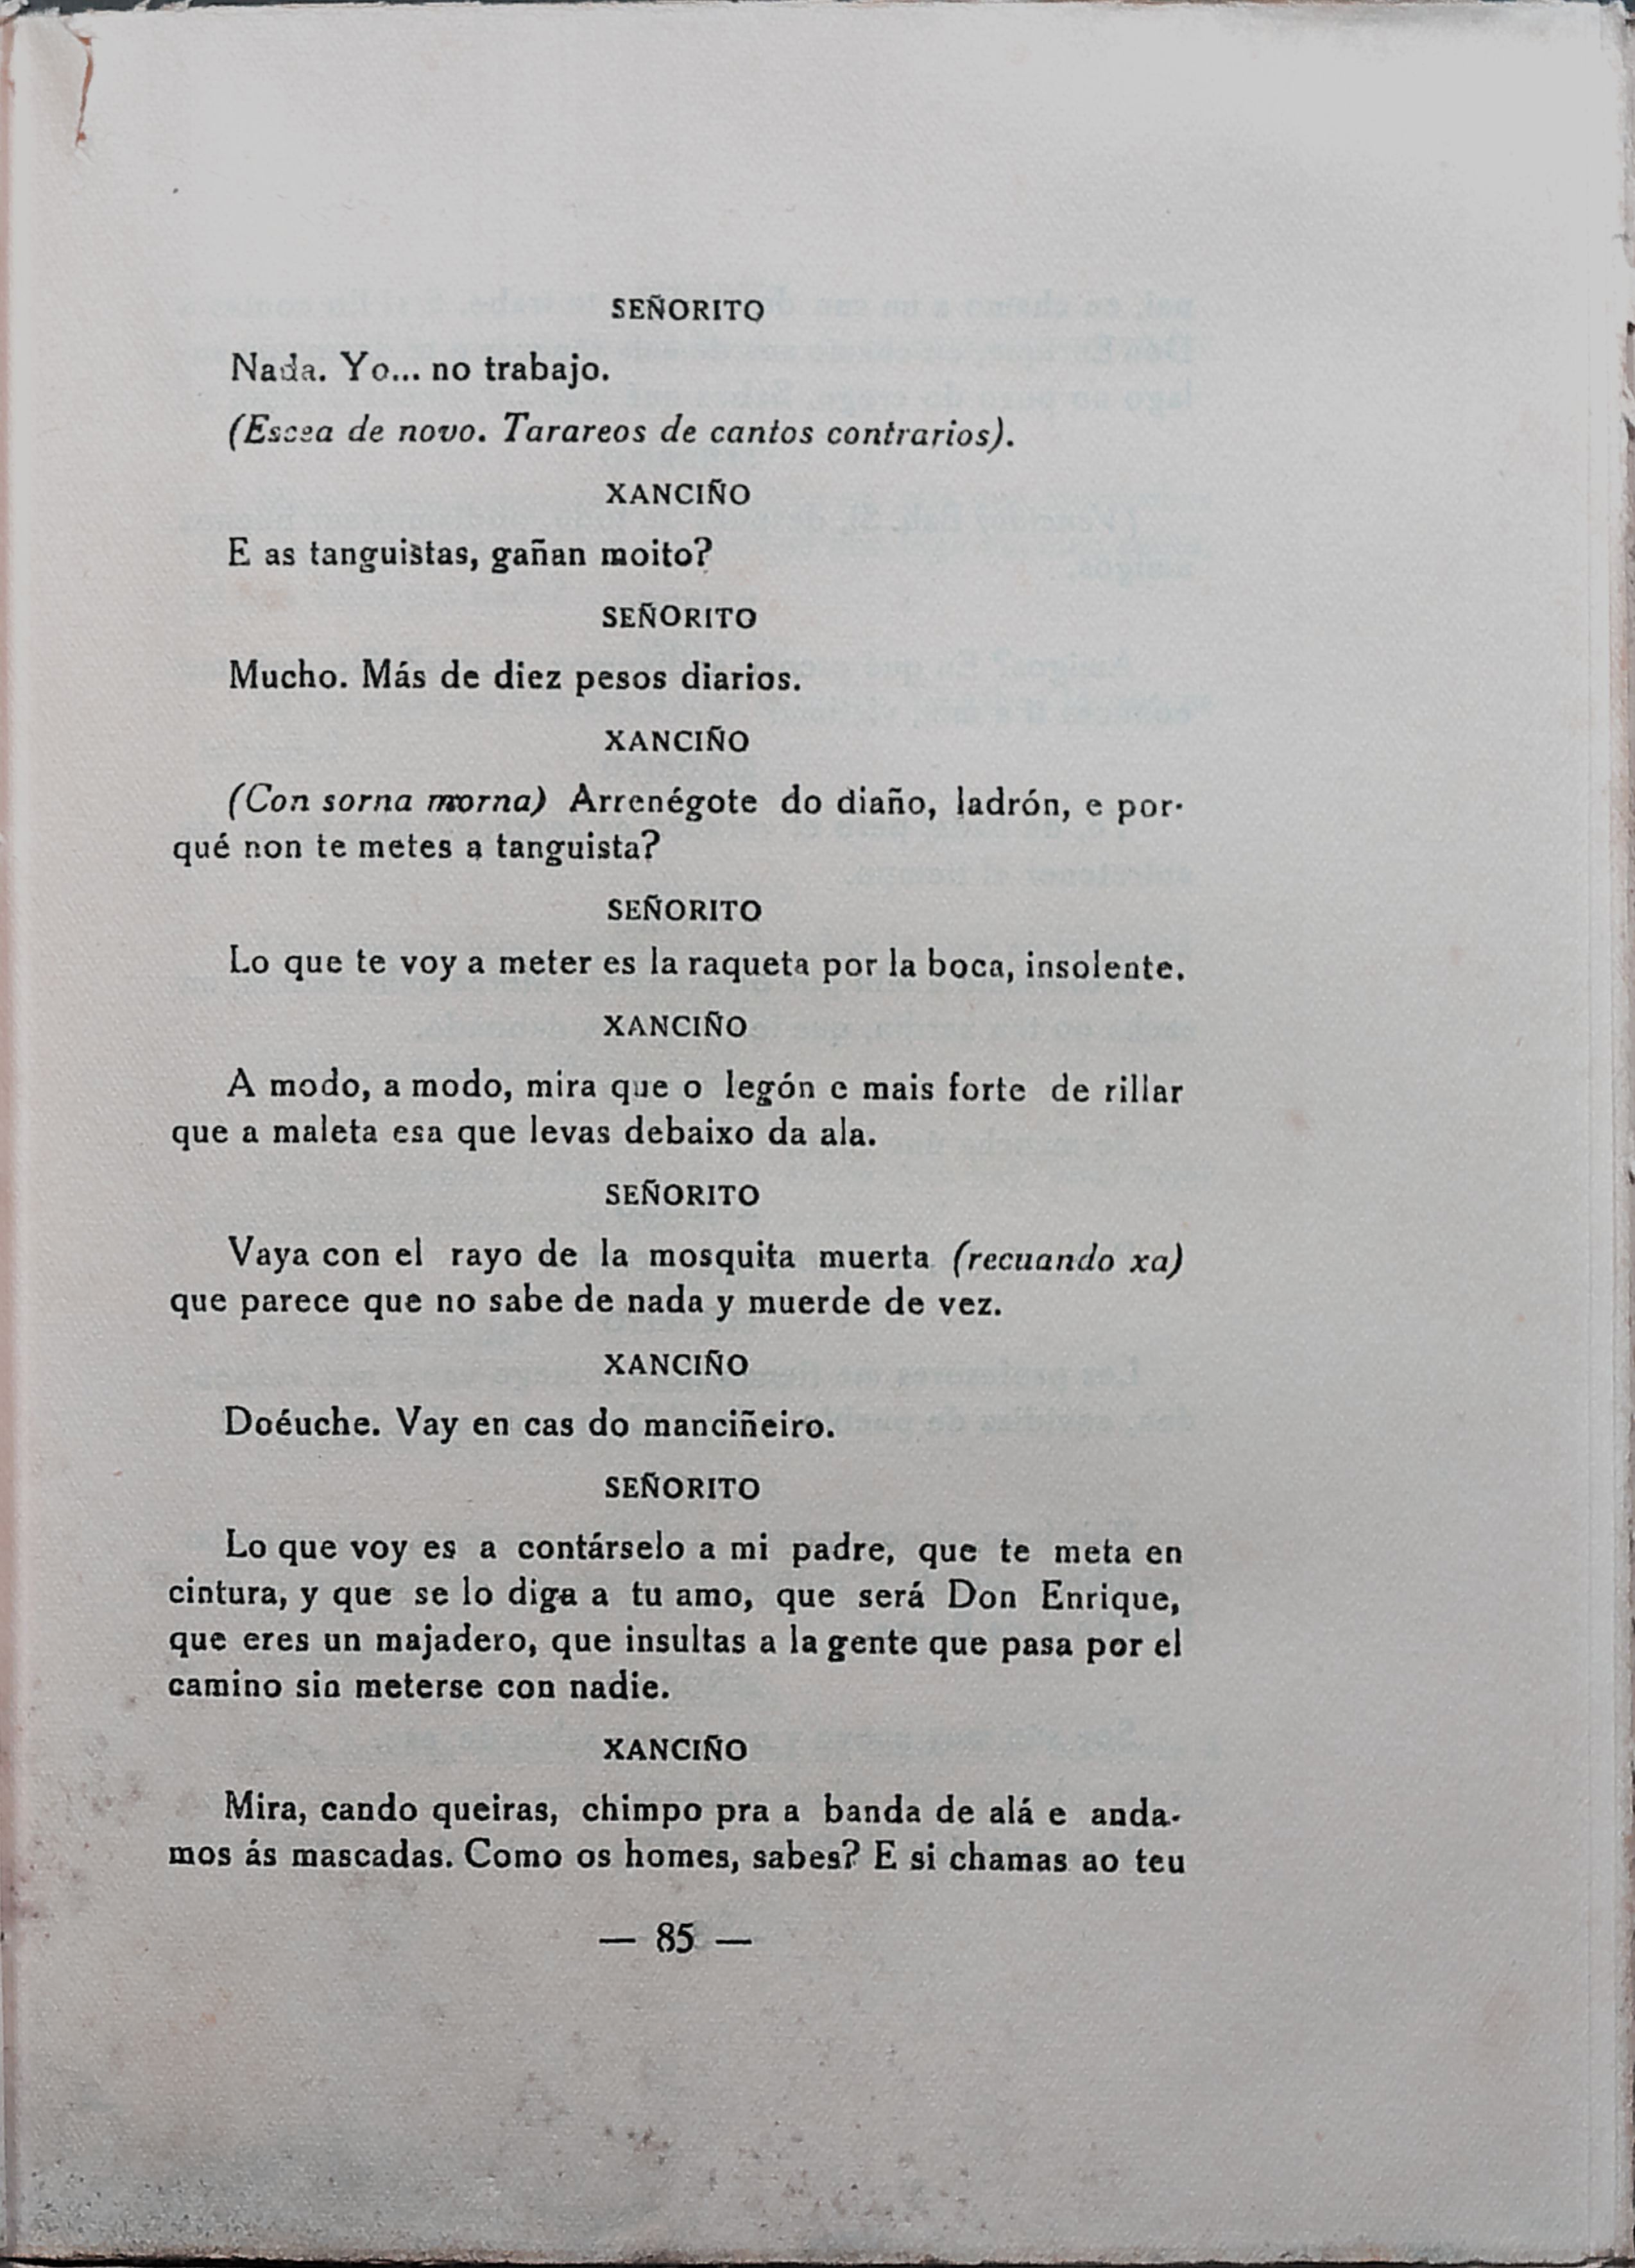 SEÑORITO
Nada. Yo... no trabajo.
(Escea de novo. Tarareos de cantos contrarios).
XANCIÑO
E as tanguistas, gañan moito?
SEÑORITO
Mucho. Más de diez pesos diarios.
XANCIÑO
(Con sorna morna) Arrenégote do diaño, ladrón, e por-
qué non te metes a tanguista?
SEÑORITO
Lo que te voy a meter es la raqueta por la boca, insolente.
XANCIÑO
A modo, a modo, mira que o legón e mais forte de rillar
que a maleta esa que levas debaixo da ala.
SEÑORITO
Vaya con el rayo de la mosquita muerta (recuando xa)
que parece que no sabe de nada y muerde de vez.
XANCIÑO
Doéuche. Vay en cas do manciñeiro.
SEÑORITO
Lo que voy es a contárselo a mi padre, que te meta en
cintura, y que se lo diga a tu amo, que será Don Enrique,
que eres un majadero, que insultas a la gente que pasa por el
camino sin meterse con nadie.
XANCIÑO
Mira, cando queiras, chimpo pra a banda de alá e anda-
mos ás mascadas. Como os homes, sabes? E si chamas ao teu
— 85 —